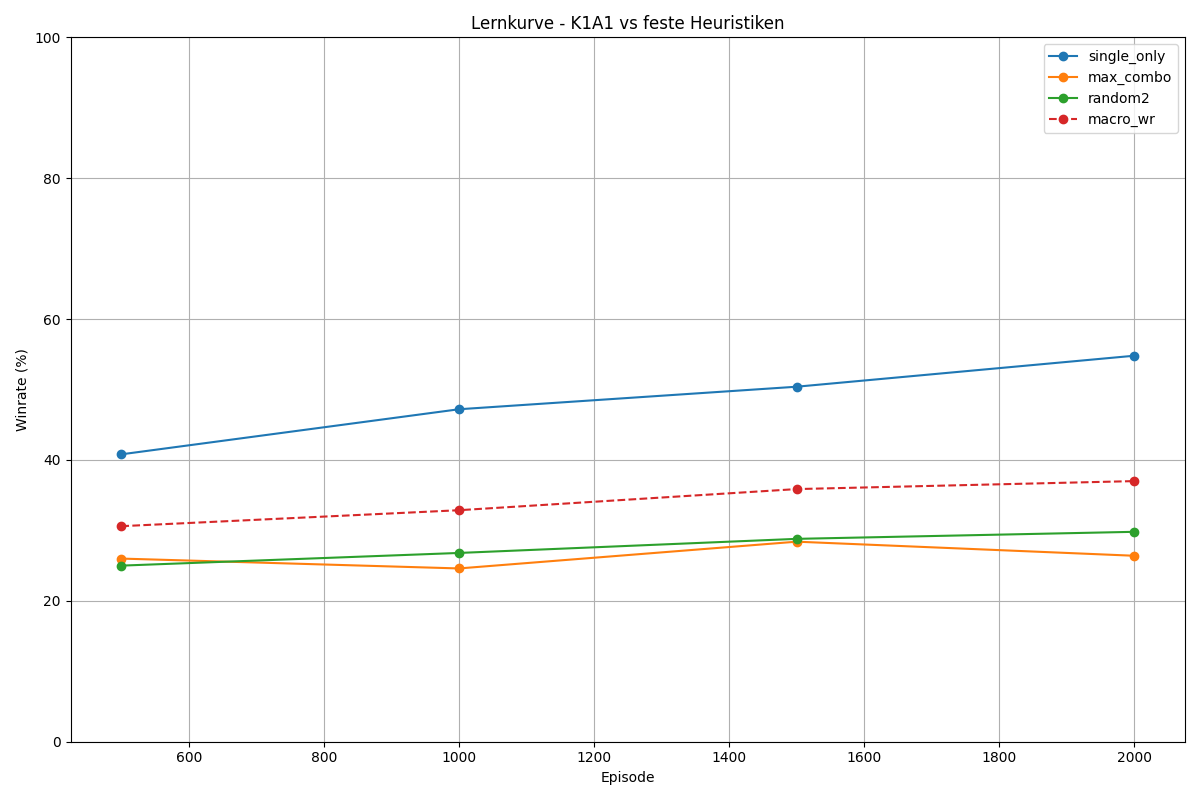 Lernkurve - K1A1 vs feste Heuristiken
100
80
60
40
20
0
Winrate (%)
single_only
max_combo
random2
macro_wr
600 800 1000 1200 1400 1600 1800 2000
Episode